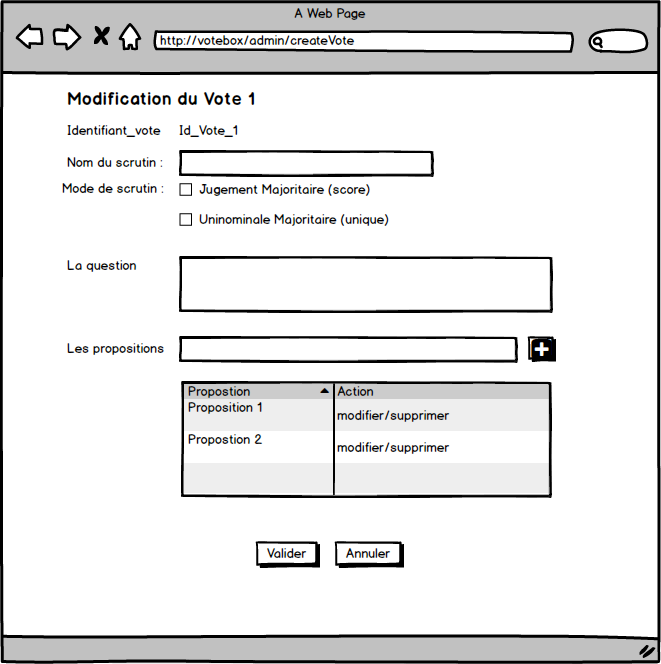 A Web Page
http://votebox/admin/createVote
Modification du Vote 1
Identifiant_vote Id_Vote_1
Nom du scrutin :
Mode de scrutin : Jugement Majoritaire (score)
Uninominale Majoritaire (unique)
La question
Les propositions
Propostion Action
Proposition 1 modifier/supprimer
Propostion 2 modifier/supprimer
Valider Annuler